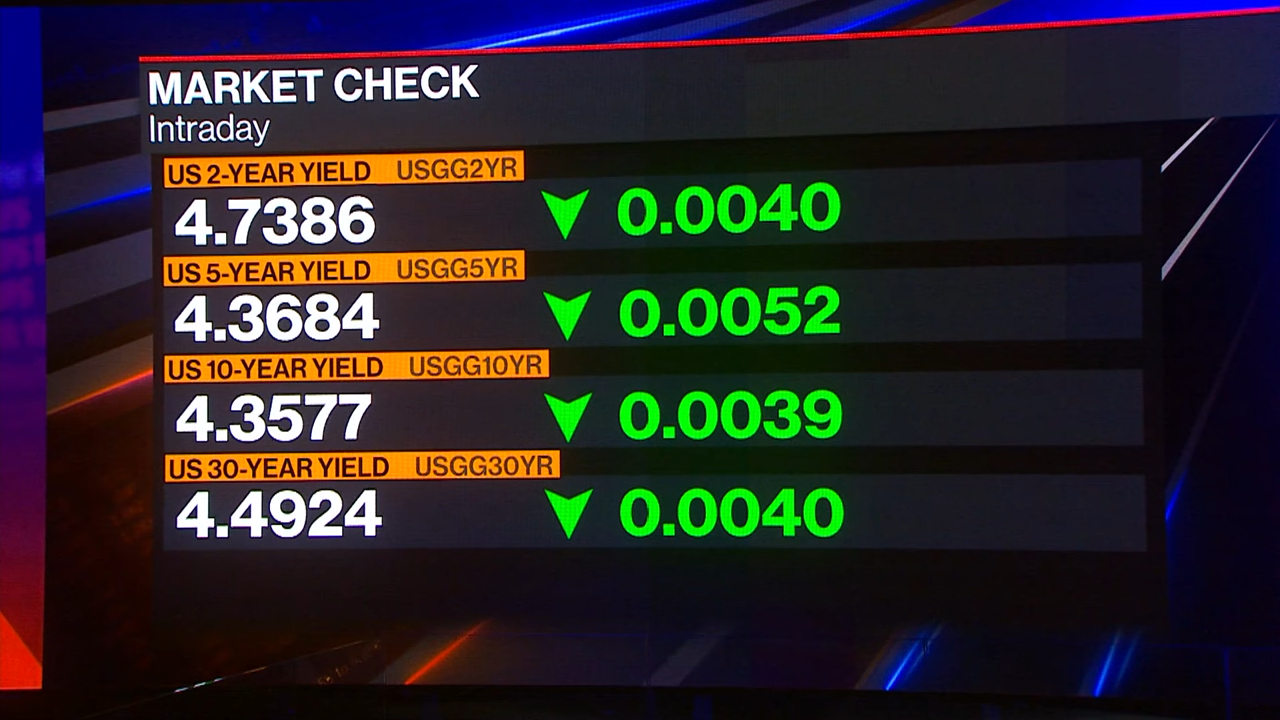 MARKET CHECK
Intraday
US 2-YEAR YIELD USGG2YR
4.7386 ▼ 0.0040
US 5-YEAR YIELD USGG5YR
4.3684 ▼ 0.0052
US 10-YEAR YIELD USGG10YR
4.3577 ▼ 0.0039
US 30-YEAR YIELD USGG30YR
4.4924 ▼ 0.0040